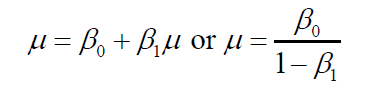 μ = β₀ + β₁μ or μ = β₀ / (1 − β₁)